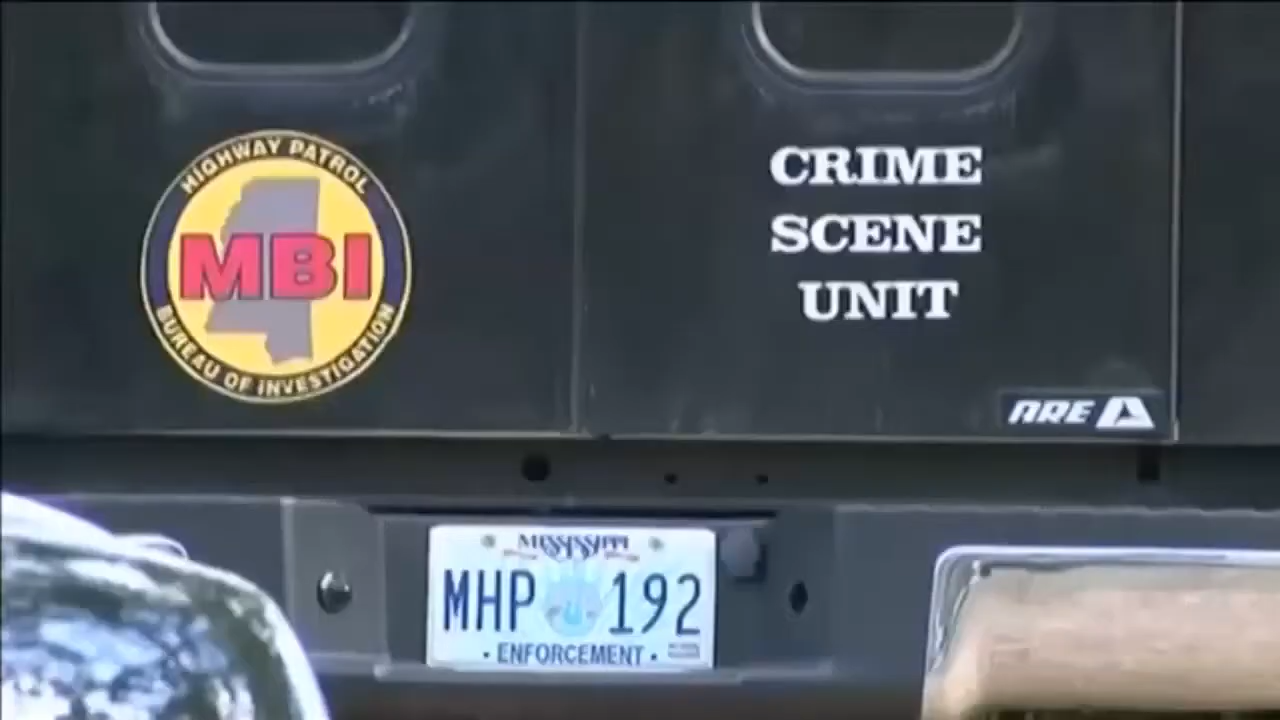 HIGHWAY PATROL
MBI
BUREAU OF INVESTIGATION
CRIME
SCENE
UNIT
ARE
MISSISSIPPI
MHP 192
• ENFORCEMENT •